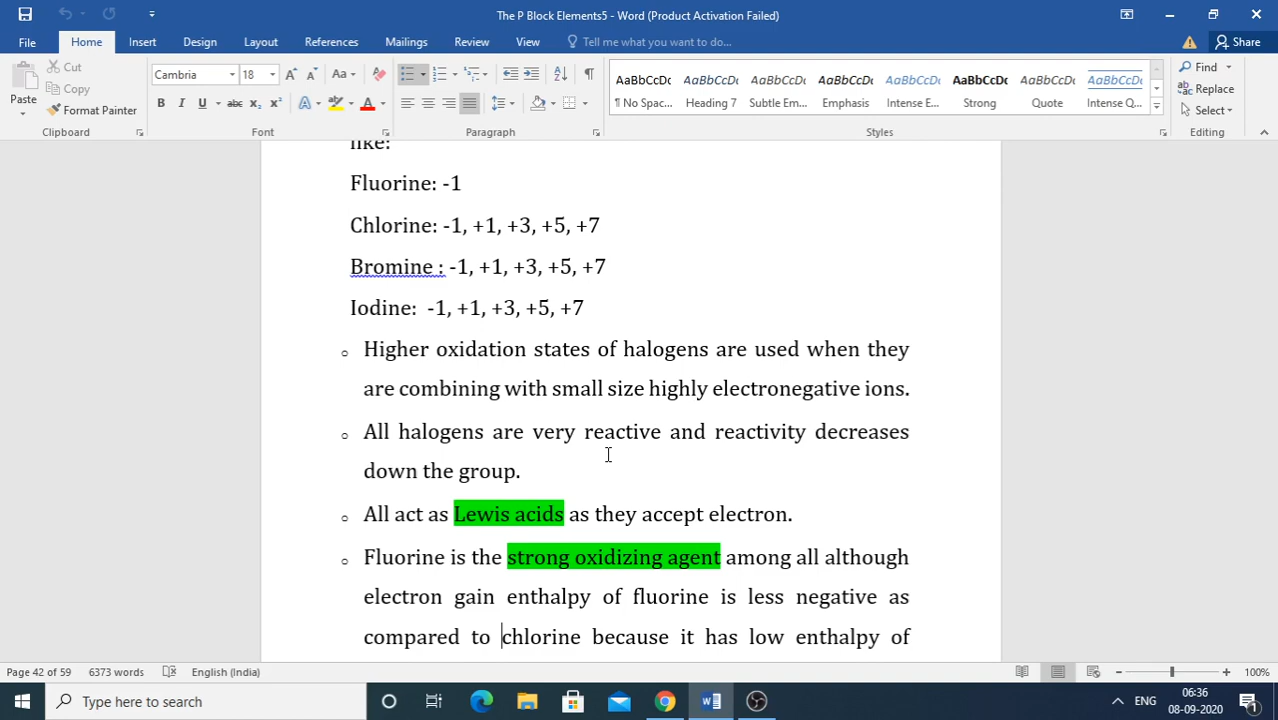 The P Block Elements5 - Word (Product Activation Failed)
File Home Insert Design Layout References Mailings Review View Tell me what you want to do... Share
Paste
Cut
Copy
Format Painter
Clipboard
Cambria 18
Aa
B I U abc x₂ x²
A A
Font
Paragraph
AaBbCcDc AaBbCcDc AaBbCcDc AaBbCcDc AaBbCcDc AaBbCcDc AaBbCcDc AaBbCcDc
¶ No Spac... Heading 7 Subtle Em... Emphasis Intense E... Strong Quote Intense Q...
Styles
Find
Replace
Select
Editing
like:
Fluorine: -1
Chlorine: -1, +1, +3, +5, +7
Bromine : -1, +1, +3, +5, +7
Iodine: -1, +1, +3, +5, +7
Higher oxidation states of halogens are used when they
are combining with small size highly electronegative ions.
All halogens are very reactive and reactivity decreases
down the group.
All act as Lewis acids as they accept electron.
Fluorine is the strong oxidizing agent among all although
electron gain enthalpy of fluorine is less negative as
compared to chlorine because it has low enthalpy of
Page 42 of 59 6373 words English (India) 100%
Type here to search
ENG
06:36
08-09-2020
1